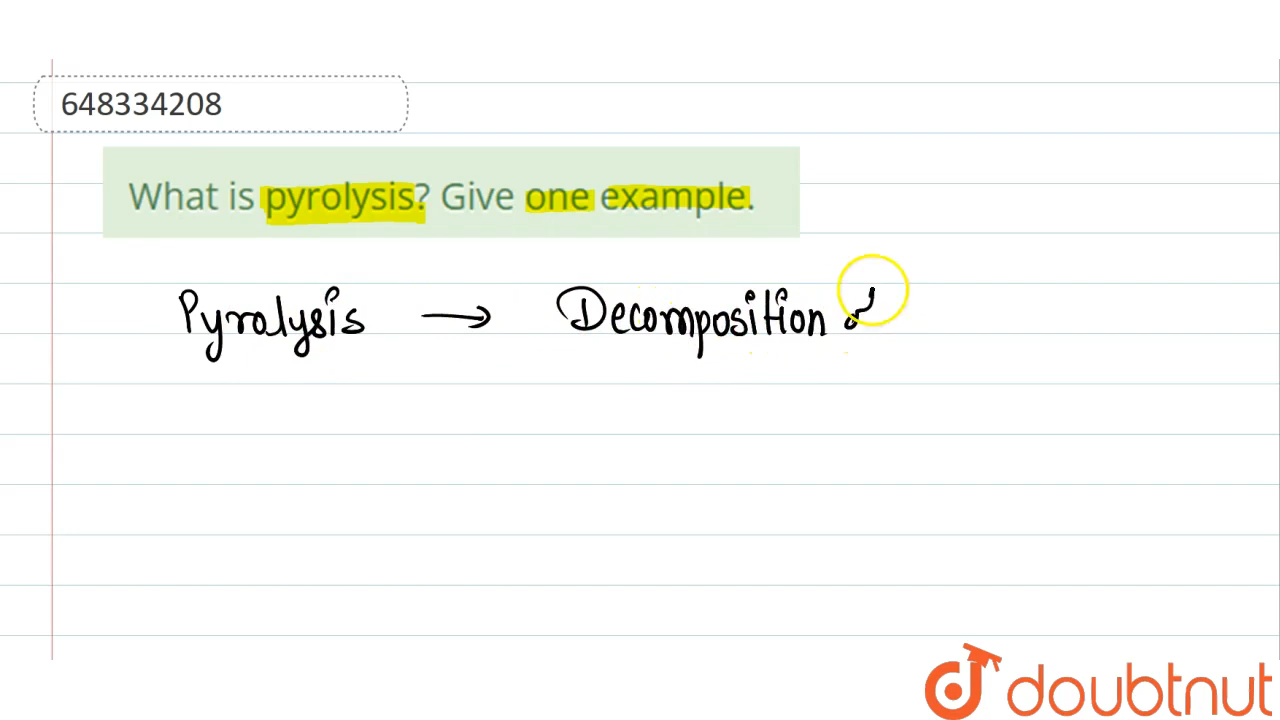 648334208
What is pyrolysis? Give one example.
Pyrolysis → Decomposition
doubtnut